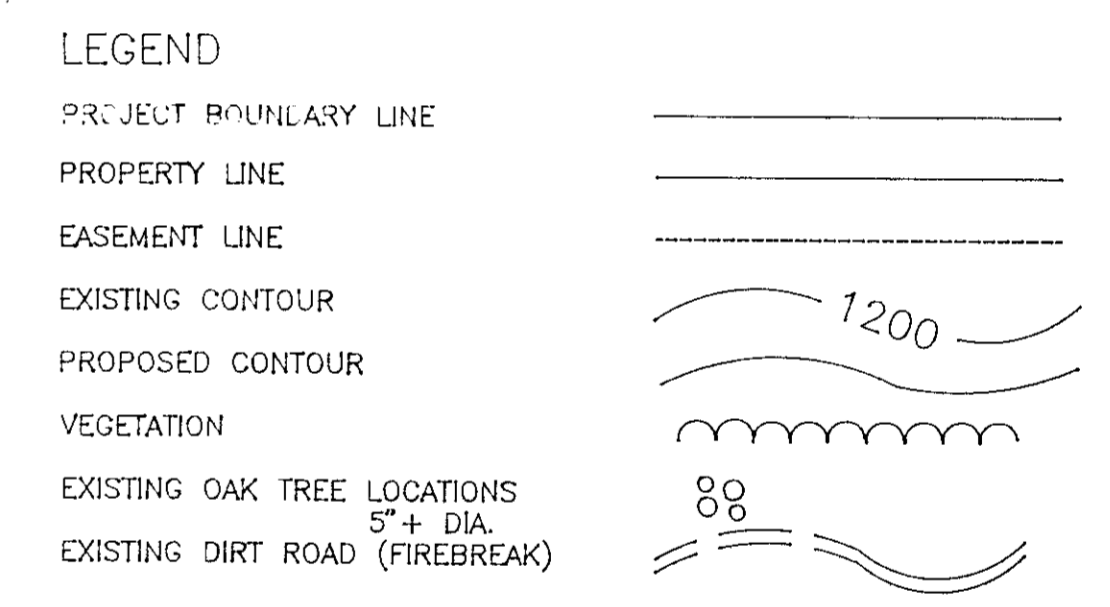 LEGEND
PROJECT BOUNDARY LINE
PROPERTY LINE
EASEMENT LINE
EXISTING CONTOUR
1200
PROPOSED CONTOUR
VEGETATION
EXISTING OAK TREE LOCATIONS
5"+ DIA.
EXISTING DIRT ROAD (FIREBREAK)